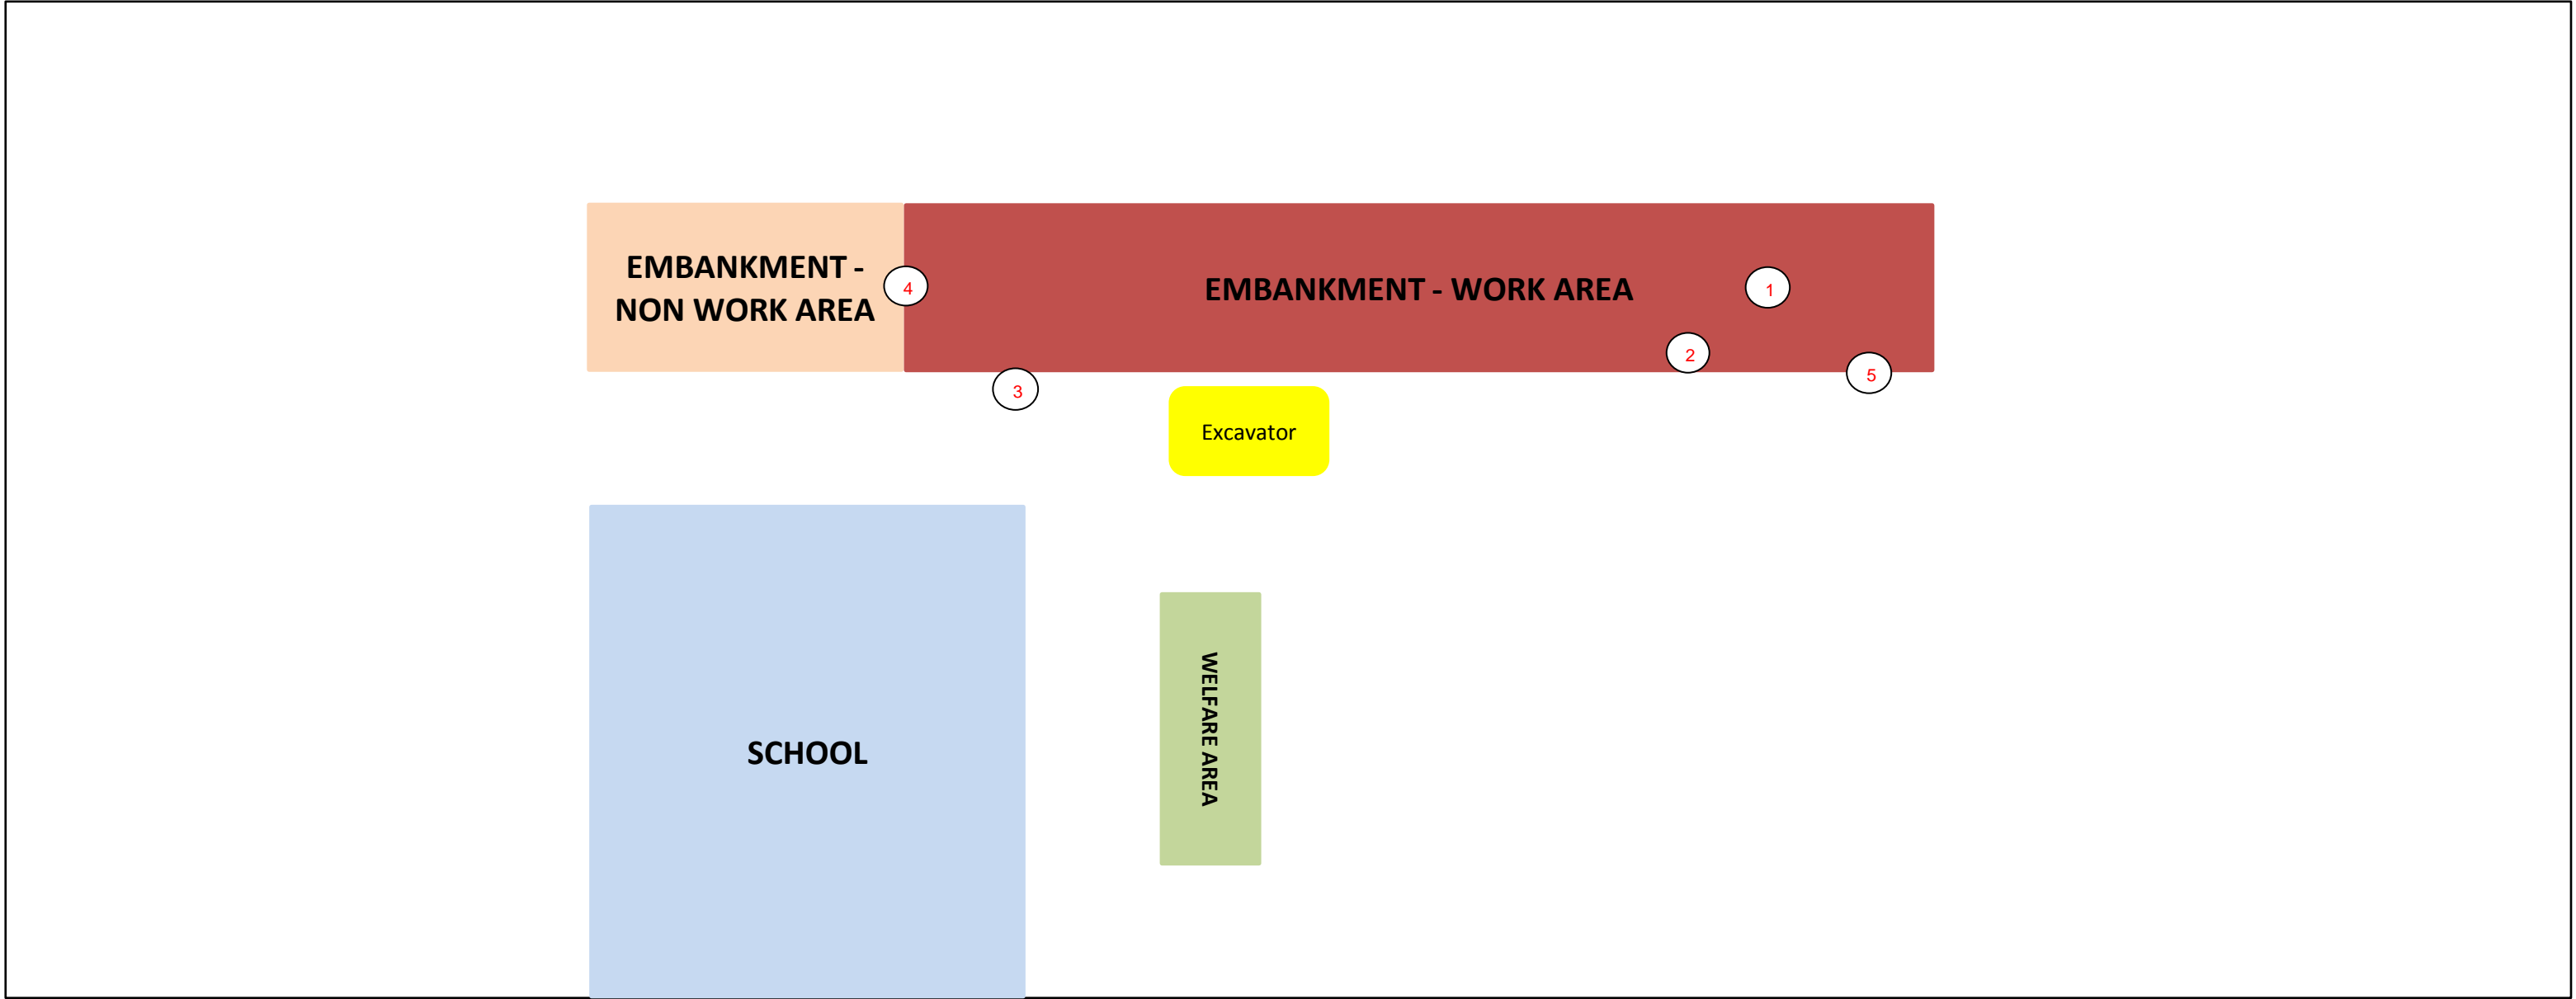 EMBANKMENT -
NON WORK AREA
4
EMBANKMENT - WORK AREA
1
2
5
3
Excavator
SCHOOL
WELFARE AREA